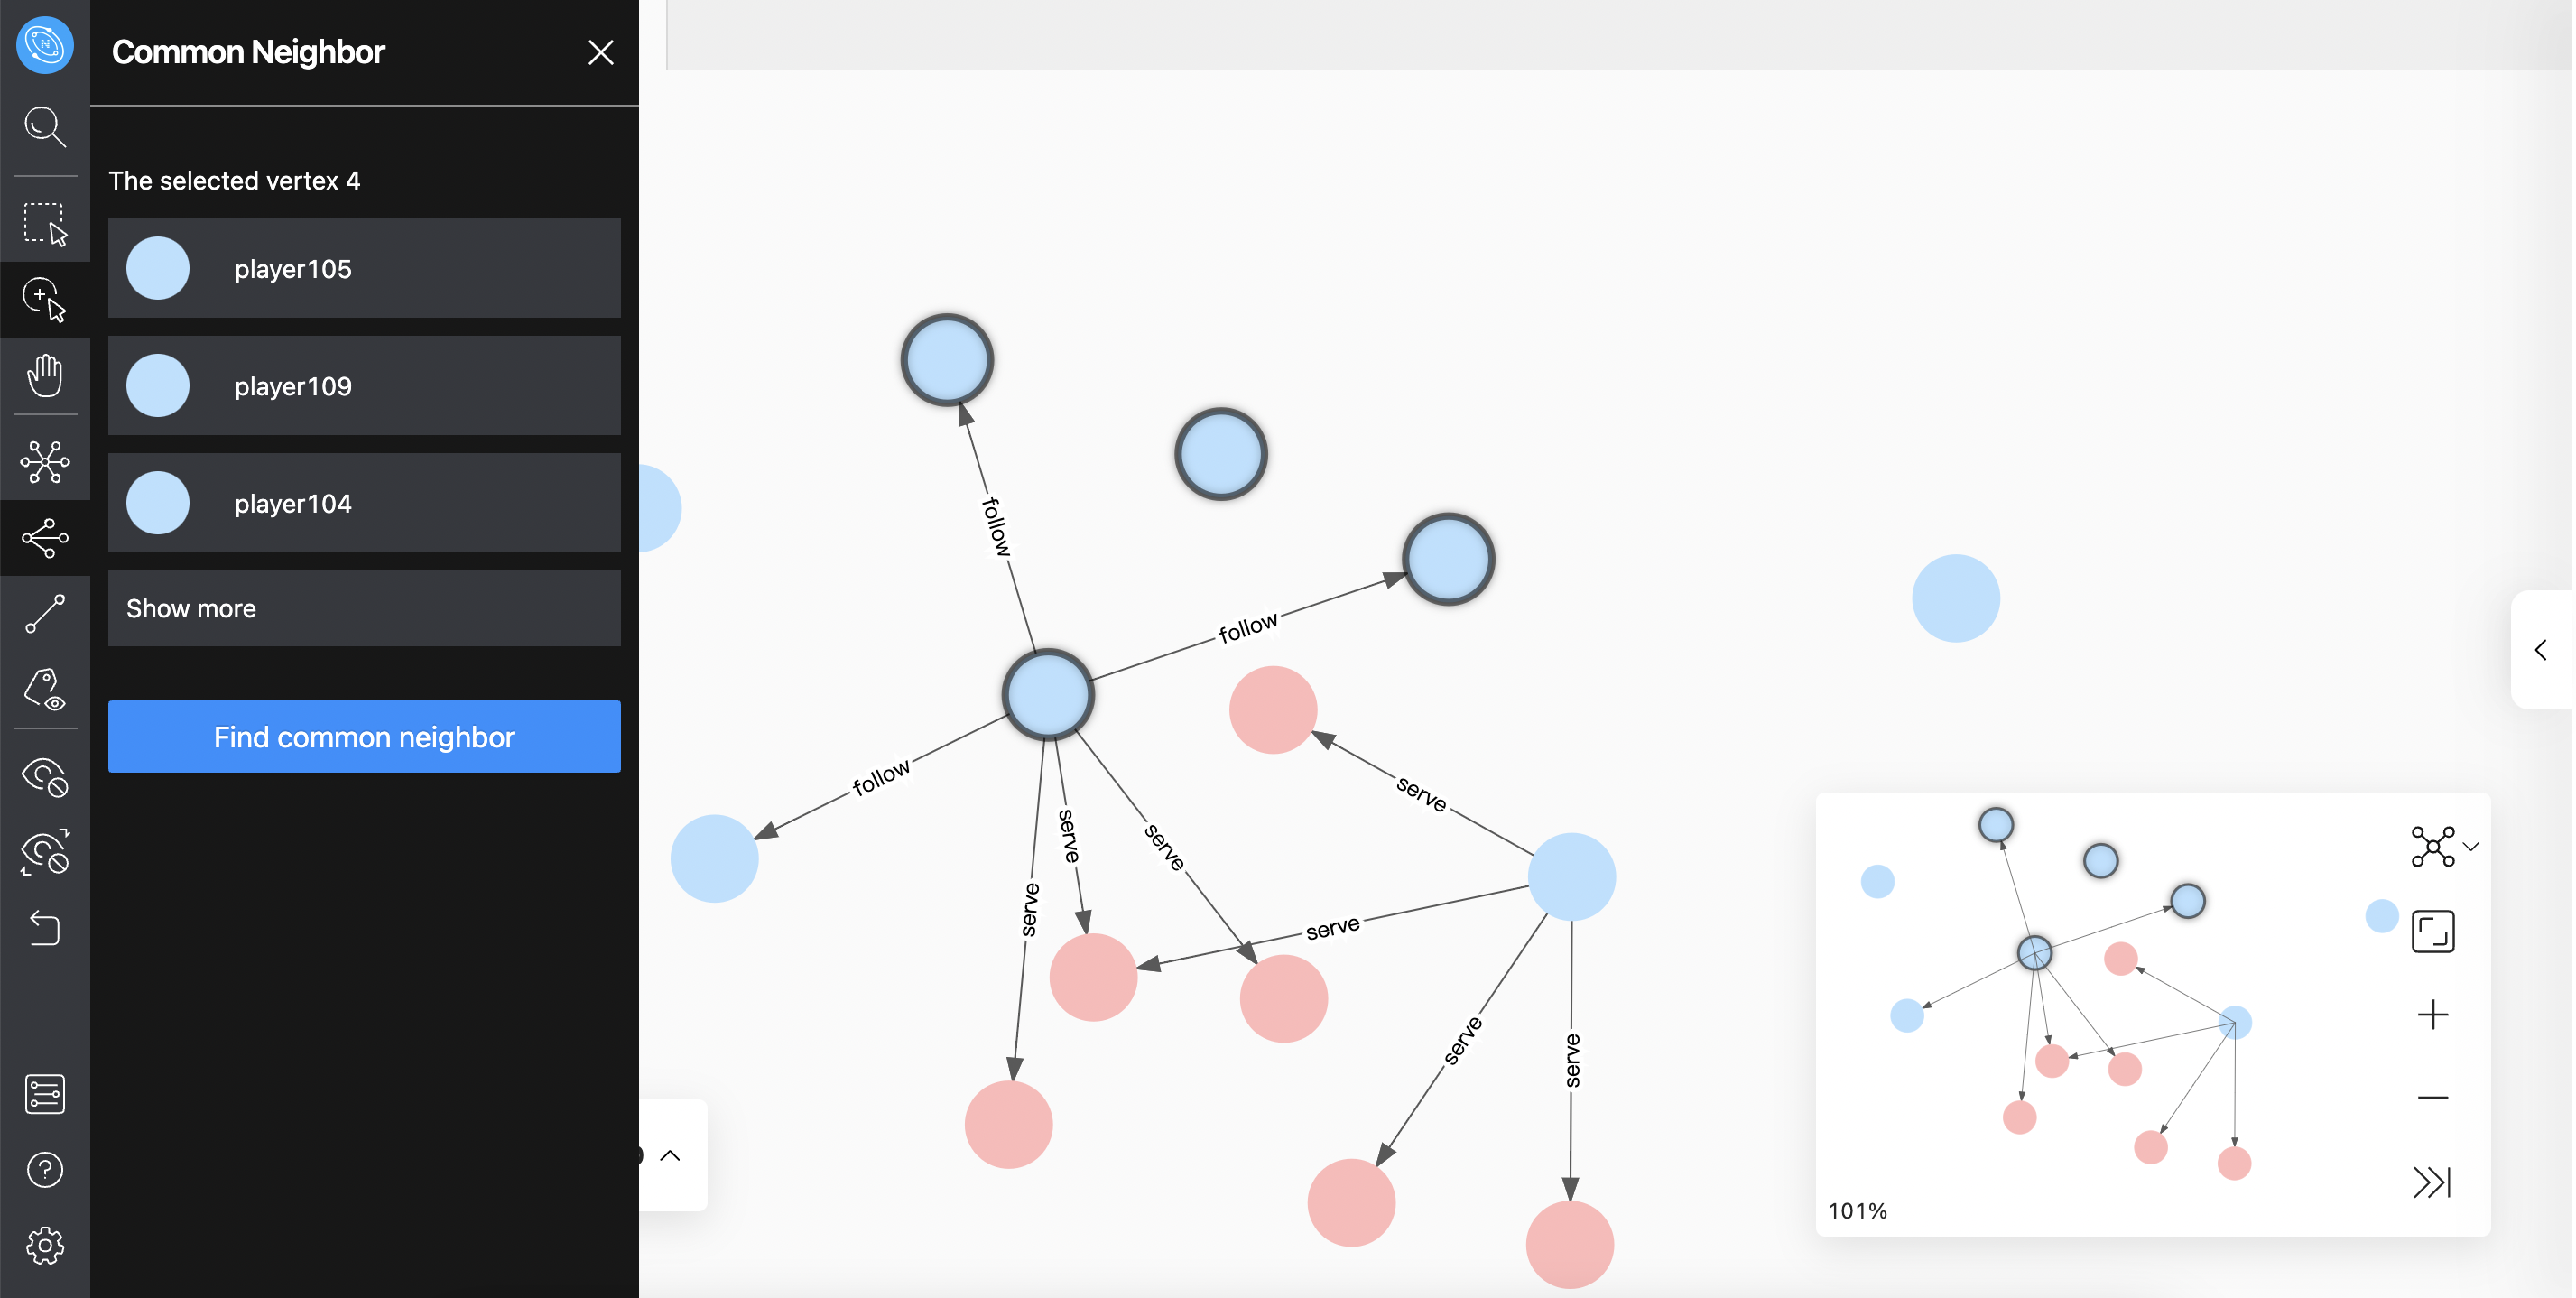 N
Common Neighbor
The selected vertex 4
player105
player109
player104
Show more
Find common neighbor
follow
follow
follow
serve
serve
serve
serve
serve
serve
serve
101%